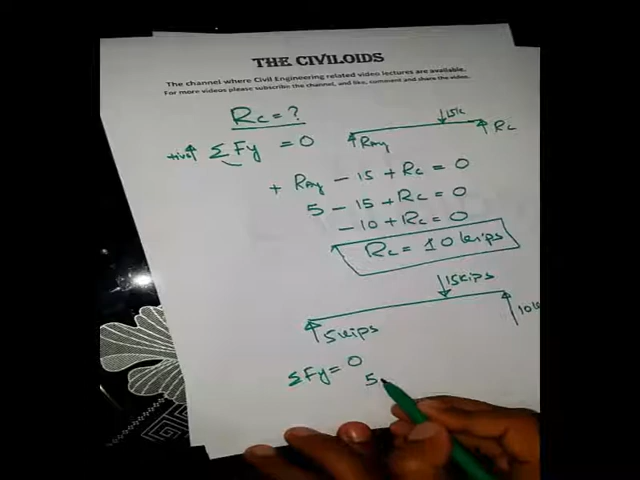 THE CIVILOIDS
The channel where Civil Engineering related video lectures are available.
For more videos please subscribe the channel, and like, comment and share the video.
Rc = ?
+tive ΣFy = 0
15k
RAy
Rc
+ RAy - 15 + Rc = 0
5 - 15 + Rc = 0
- 10 + Rc = 0
Rc = 10 kips
15kips
5kips
10k
ΣFy = 0
5